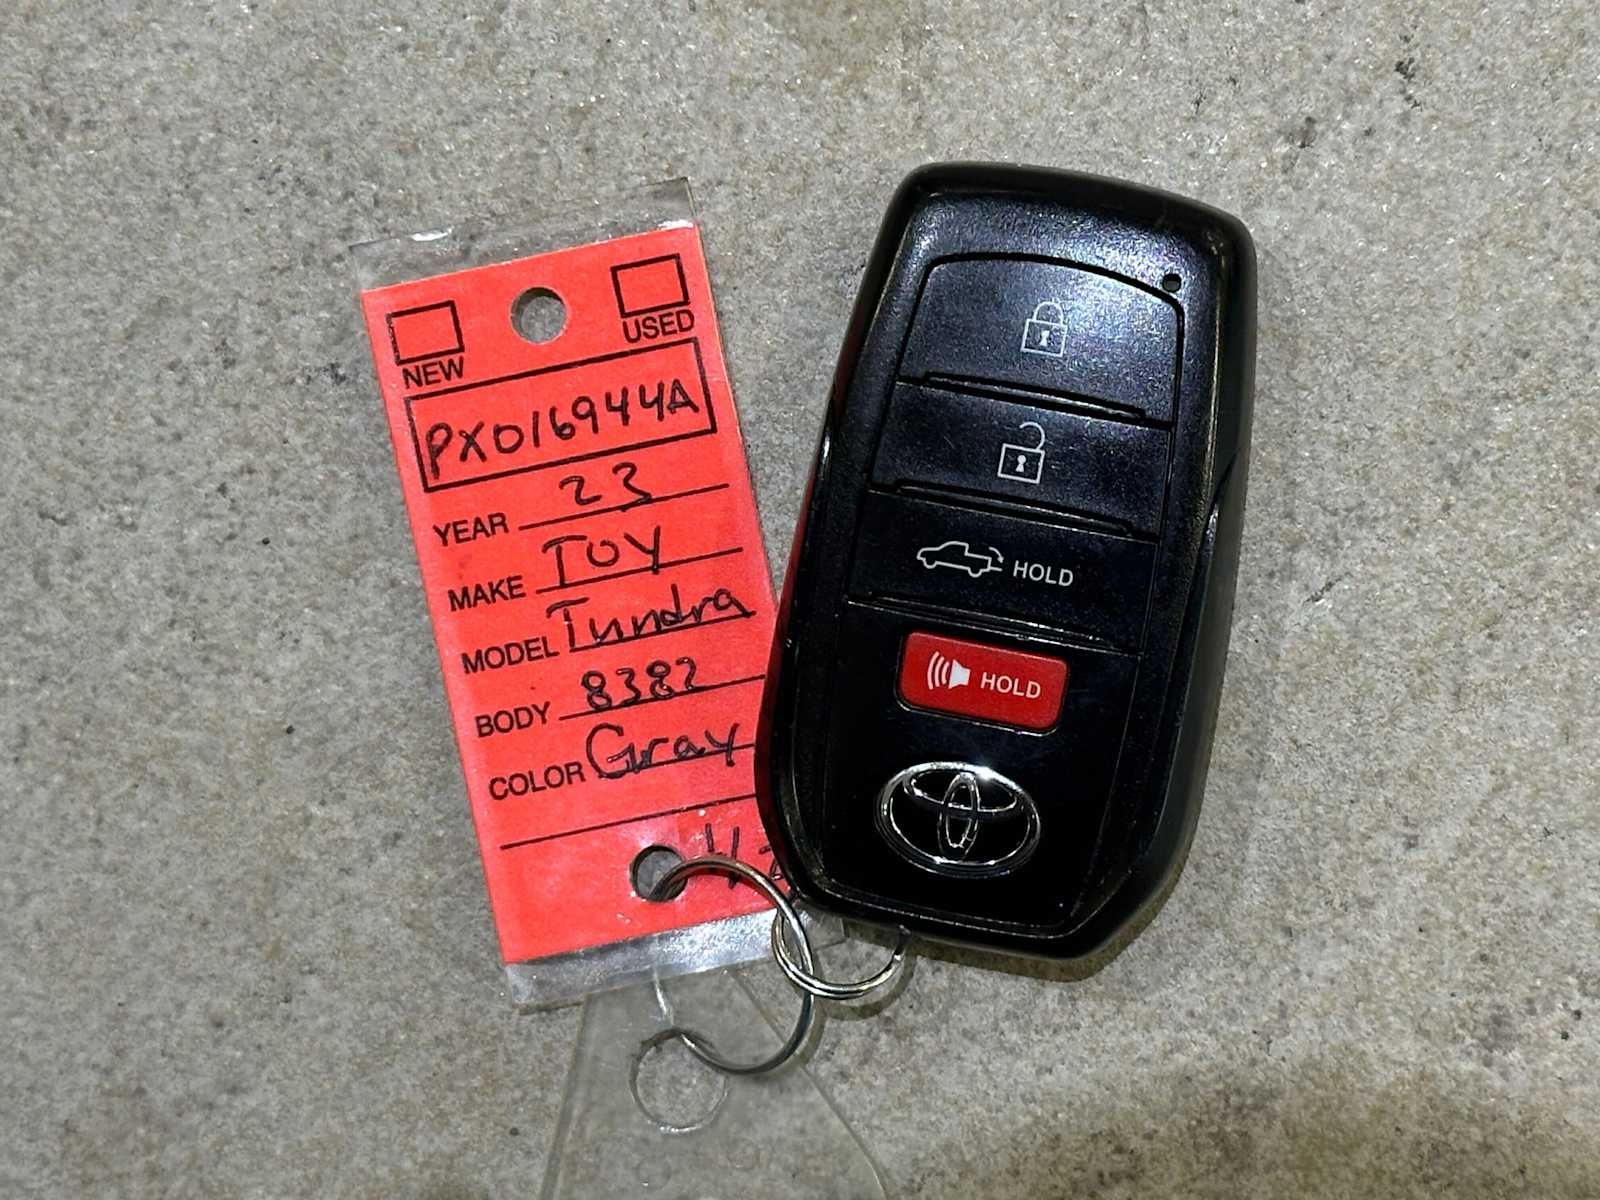 NEW
USED
PX016944A
YEAR 23
MAKE TOY
MODEL Tundra
BODY 8382
COLOR Gray
HOLD
HOLD